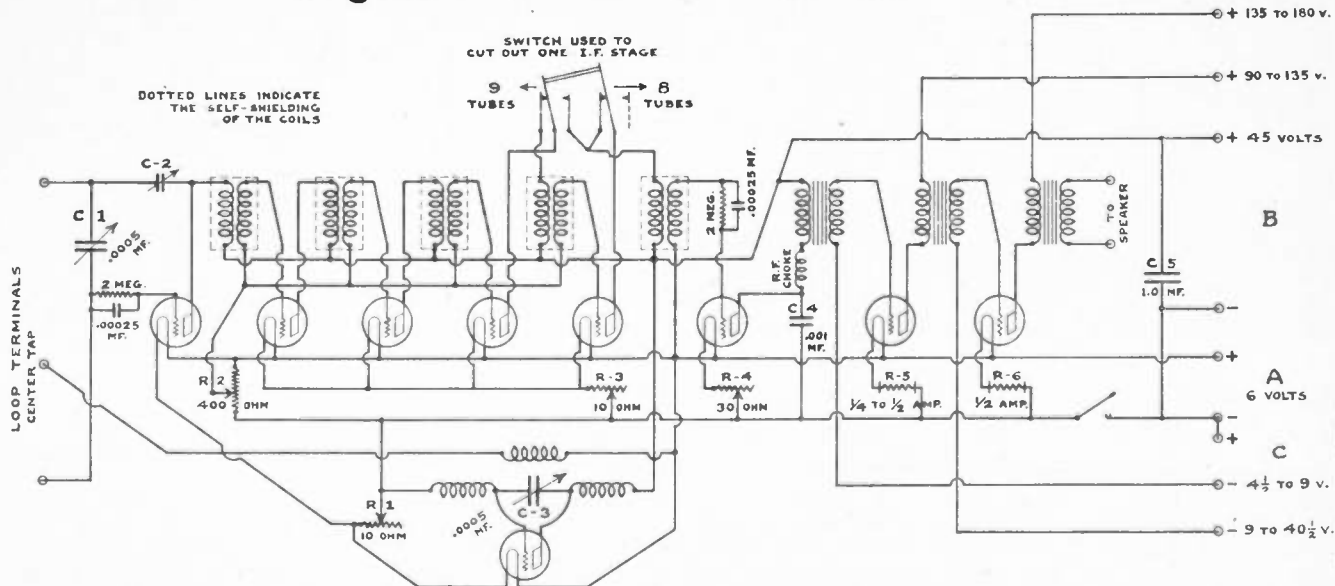 + 135 TO 180 V.
SWITCH USED TO
CUT OUT ONE I.F. STAGE
9
TUBES
8
TUBES
+ 90 TO 135 V.
DOTTED LINES INDICATE
THE SELF-SHIELDING
OF THE COILS
+ 45 VOLTS
C-2
C 1
.0005
MF.
2 MEG.
.00025 MF.
TO
SPEAKER
B
R.F.
CHOKE
C 5
1.0 MF.
-
2 MEG.
.00025
MF.
C 4
.001
MF.
+
LOOP TERMINALS
CENTER TAP
R-2
400 OHM
R-3
10 OHM
R-4
30 OHM
R-5
1/4 TO 1/2 AMP.
R-6
1/2 AMP.
A
6 VOLTS
-
+
C
R 1
10 OHM
C-3
.0005
MF.
- 4 1/2 TO 9 V.
- 9 TO 40 1/2 V.